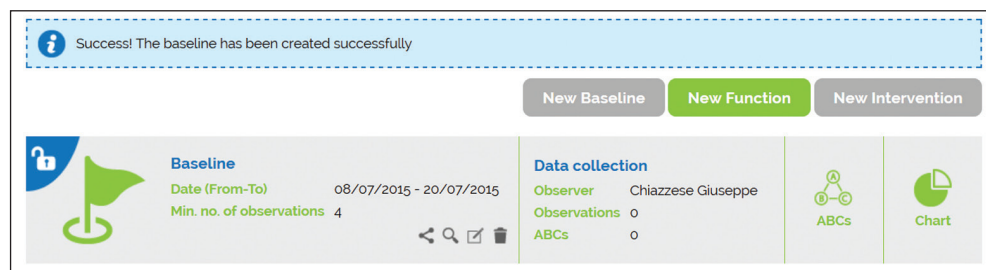 Success! The baseline has been created successfully
New Baseline New Function New Intervention
Baseline
Date (From-To) 08/07/2015 - 20/07/2015
Min. no. of observations 4
Data collection
Observer Chiazzese Giuseppe
Observations 0
ABCs 0
A
B C
ABCs
Chart